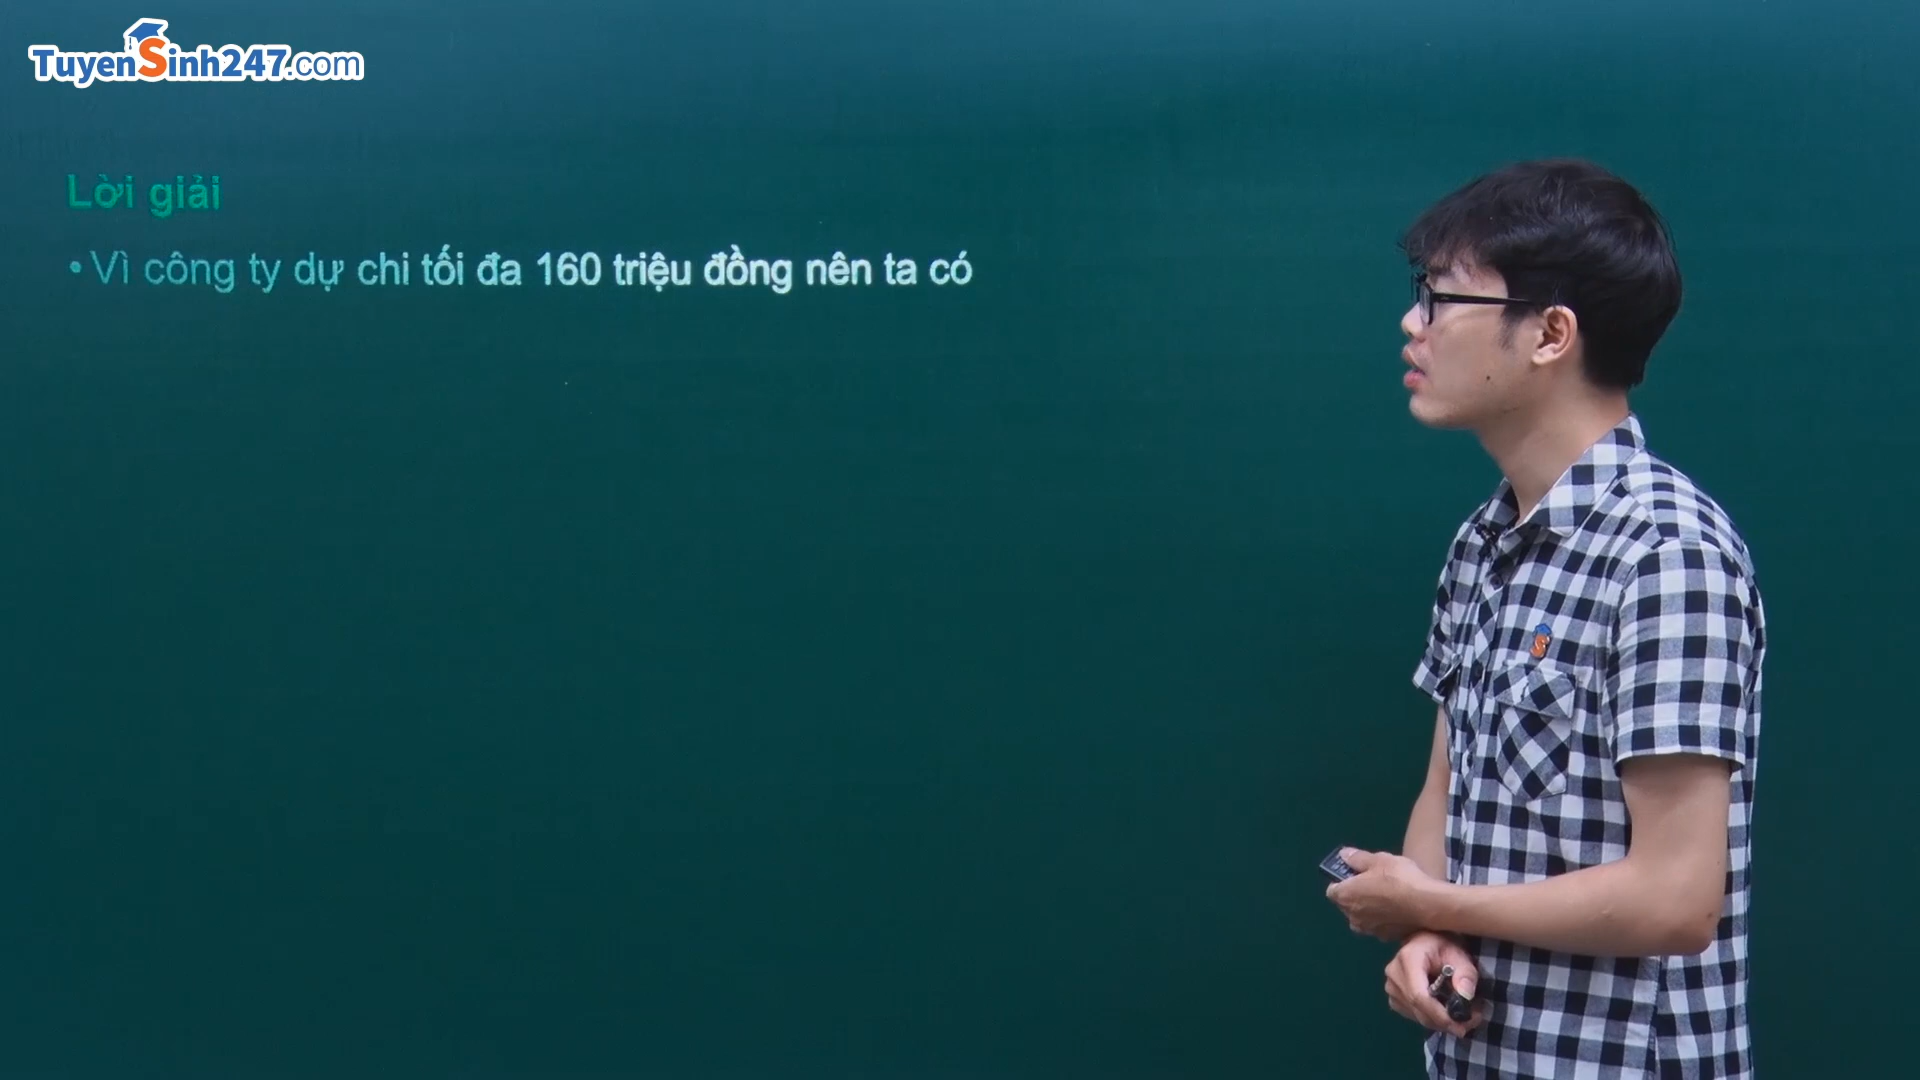 TuyenSinh247.com
Lời giải
• Vì công ty dự chi tối đa 160 triệu đồng nên ta có